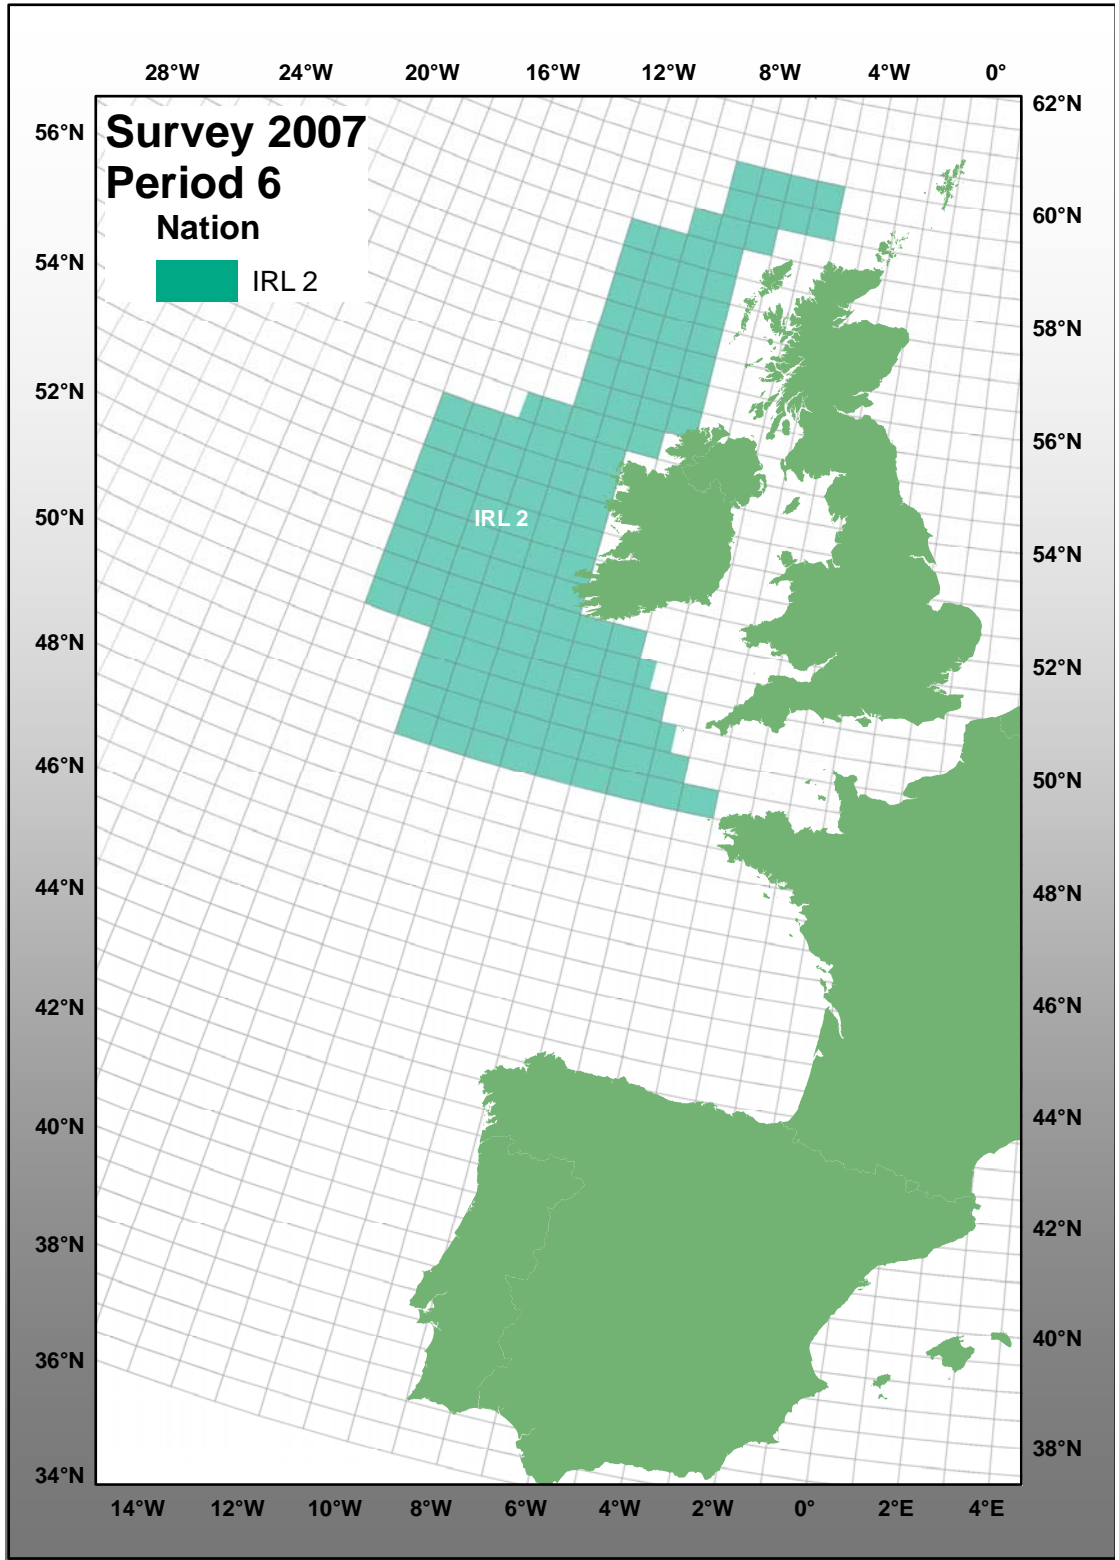 28°W 24°W 20°W 16°W 12°W 8°W 4°W 0°
Survey 2007
Period 6
Nation
IRL 2
IRL 2
56°N
54°N
52°N
50°N
48°N
46°N
44°N
42°N
40°N
38°N
36°N
34°N
62°N
60°N
58°N
56°N
54°N
52°N
50°N
48°N
46°N
44°N
42°N
40°N
38°N
14°W 12°W 10°W 8°W 6°W 4°W 2°W 0° 2°E 4°E